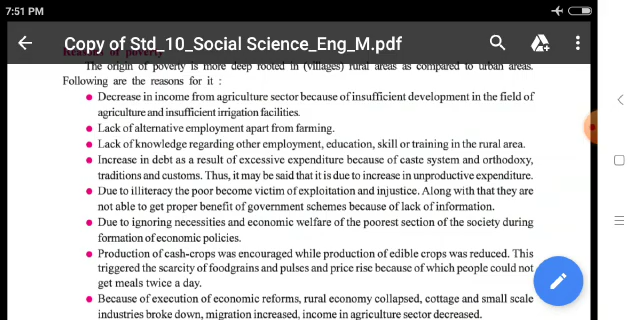 7:51 PM
Copy of Std_10_Social Science_Eng_M.pdf
Reasons of poverty
The origin of poverty is more deep rooted in (villages) rural areas as compared to urban areas.
Following are the reasons for it :
Decrease in income from agriculture sector because of insufficient development in the field of
agriculture and insufficient irrigation facilities.
Lack of alternative employment apart from farming.
Lack of knowledge regarding other employment, education, skill or training in the rural area.
Increase in debt as a result of excessive expenditure because of caste system and orthodoxy,
traditions and customs. Thus, it may be said that it is due to increase in unproductive expenditure.
Due to illiteracy the poor become victim of exploitation and injustice. Along with that they are
not able to get proper benefit of government schemes because of lack of information.
Due to ignoring necessities and economic welfare of the poorest section of the society during
formation of economic policies.
Production of cash-crops was encouraged while production of edible crops was reduced. This
triggered the scarcity of foodgrains and pulses and price rise because of which people could not
get meals twice a day.
Because of execution of economic reforms, rural economy collapsed, cottage and small scale
industries broke down, migration increased, income in agriculture sector decreased.